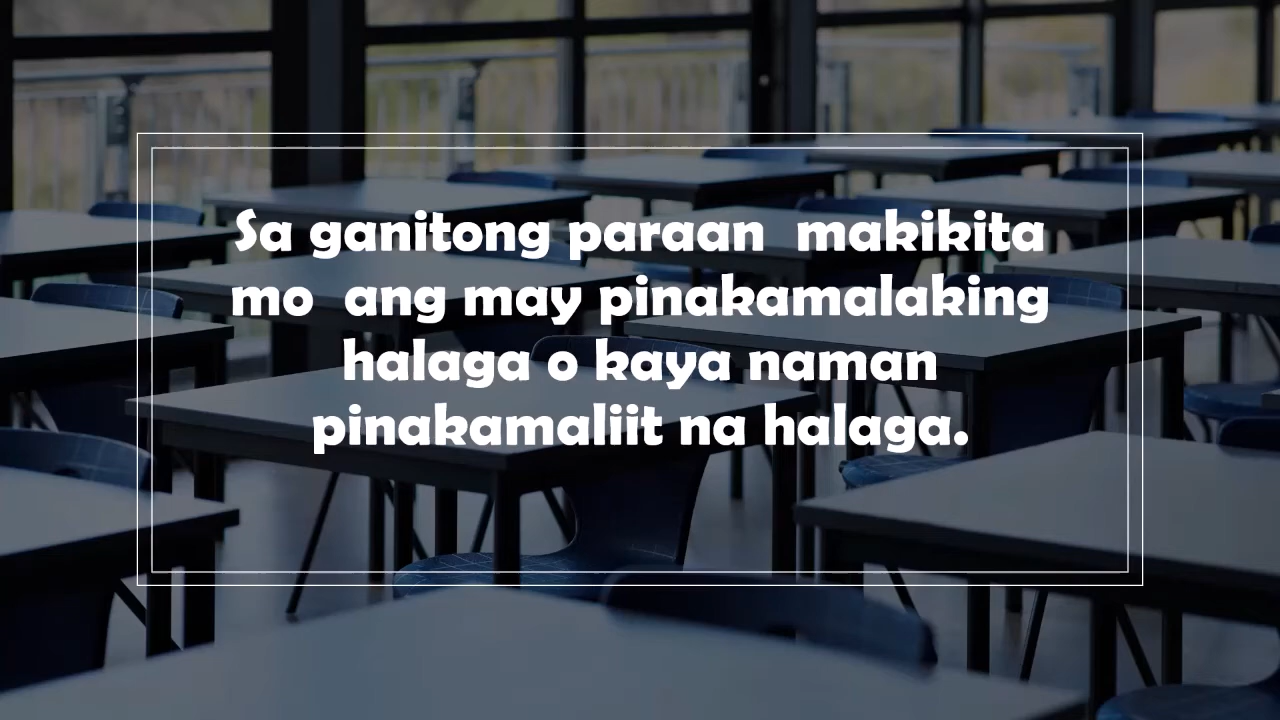 Sa ganitong paraan  makikita
mo  ang may pinakamalaking
halaga o kaya naman
pinakamaliit na halaga.